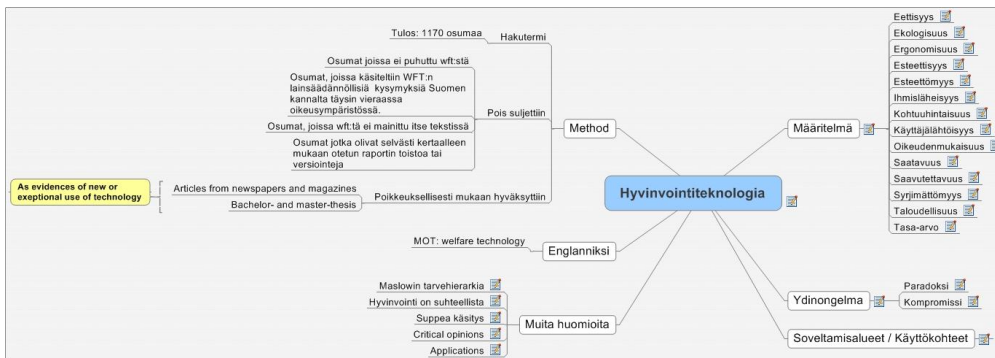 Tulos: 1170 osumaa
Hakutermi
Osumat joissa ei puhuttu wft:stä
Osumat, joissa käsiteltiin WFT:n
lainsäädännöllisiä kysymyksiä Suomen
kannalta täysin vieraassa
oikeusympäristössä.
Osumat, joissa wft:tä ei mainittu itse tekstissä
Osumat jotka olivat selvästi kertaalleen
mukaan otetun raportin toistoa tai
versiointeja
Pois suljettiin
Method
As evidences of new or
exeptional use of technology
Articles from newspapers and magazines
Bachelor- and master-thesis
Poikkeuksellisesti mukaan hyväksyttiin
MOT: welfare technology
Englanniksi
Maslowin tarvehierarkia
Hyvinvointi on suhteellista
Suppea käsitys
Critical opinions
Applications
Muita huomioita
Hyvinvointiteknologia
Määritelmä
Eettisyys
Ekologisuus
Ergonomisuus
Esteettisyys
Esteettömyys
Ihmisläheisyys
Kohtuuhintaisuus
Käyttäjälähtöisyys
Oikeudenmukaisuus
Saatavuus
Saavutettavuus
Syrjimättömyys
Taloudellisuus
Tasa-arvo
Ydinongelma
Paradoksi
Kompromissi
Soveltamisalueet / Käyttökohteet